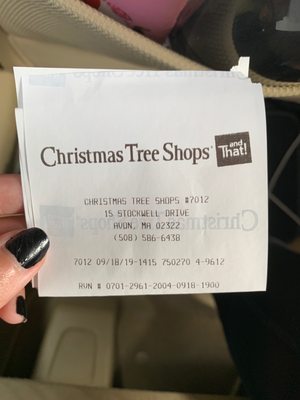 Christmas Tree Shops and That!
CHRISTMAS TREE SHOPS #7012
15 STOCKWELL DRIVE
AVON, MA 02322
(508) 586-6438
7012 09/18/19-1415 750270 4-9612
RVN # 0701-2961-2004-0918-1900